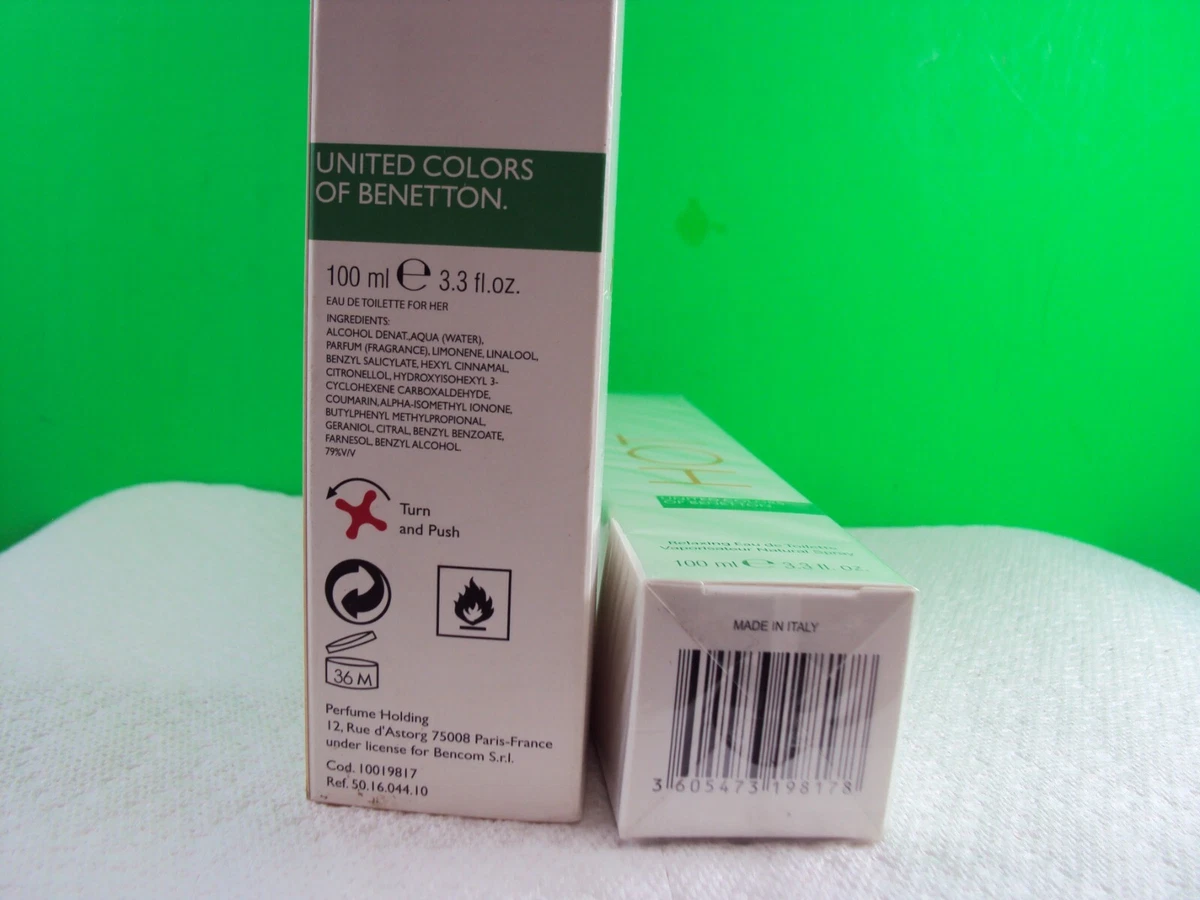 UNITED COLORS
OF BENETTON.
100 ml e 3.3 fl.oz.
EAU DE TOILETTE FOR HER
INGREDIENTS:
ALCOHOL DENAT.,AQUA (WATER),
PARFUM (FRAGRANCE), LIMONENE, LINALOOL,
BENZYL SALICYLATE, HEXYL CINNAMAL,
CITRONELLOL, HYDROXYISOHEXYL 3-
CYCLOHEXENE CARBOXALDEHYDE,
COUMARIN, ALPHA-ISOMETHYL IONONE,
BUTYLPHENYL METHYLPROPIONAL,
GERANIOL, CITRAL, BENZYL BENZOATE,
FARNESOL, BENZYL ALCOHOL.
79%V/V
Turn
and Push
36 M
Perfume Holding
12, Rue d'Astorg 75008 Paris-France
under license for Bencom S.r.l.
Cod. 10019817
Ref. 50.16.044.10
UNITED COLORS
OF BENETTON.
Relaxing Eau de Toilette
Vaporisateur Natural Spray
100 ml e 3.3 fl. oz.
MADE IN ITALY
3 605473 198178